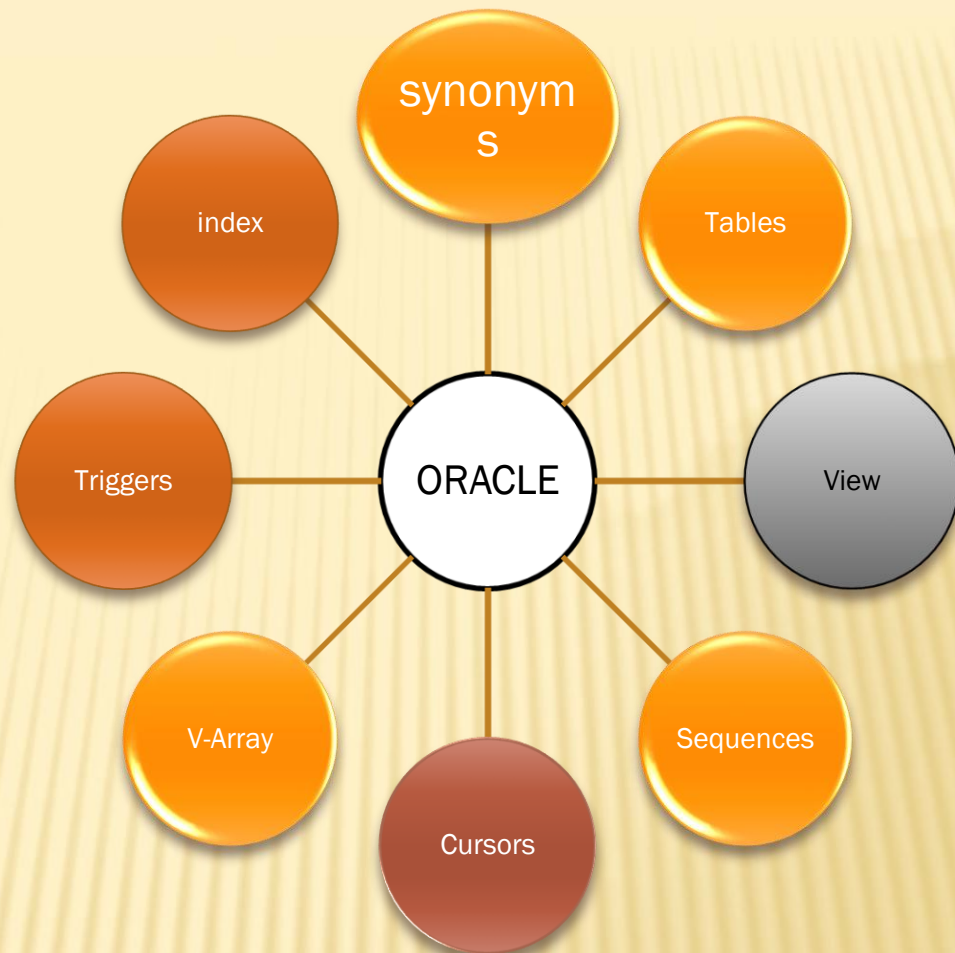 synonym
s
index
Tables
Triggers
ORACLE
View
V-Array
Sequences
Cursors